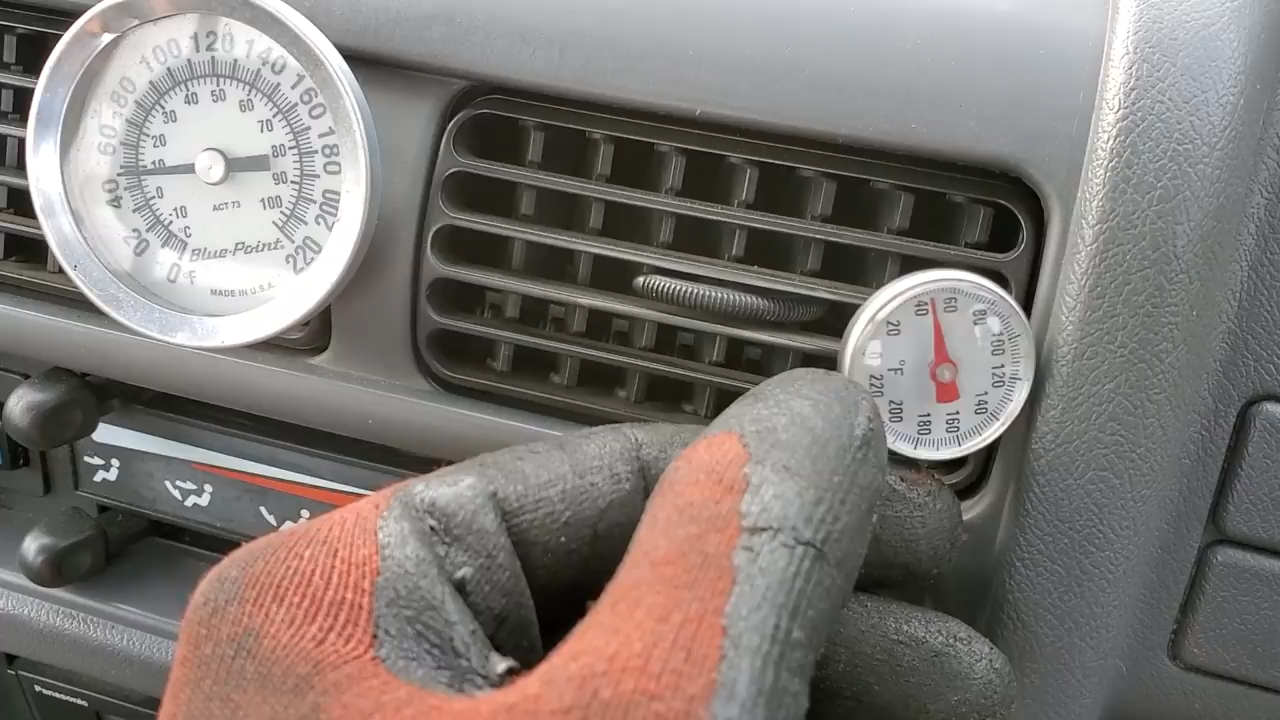 0 20 40 60 80 100 120 140 160 180 200 220
°F
-10 0 10 20 30 40 50 60 70 80 90 100
°C
ACT 73
Blue-Point
MADE IN U.S.A.
0 20 40 60 80 100 120 140 160 180 200 220
°F
Panasonic